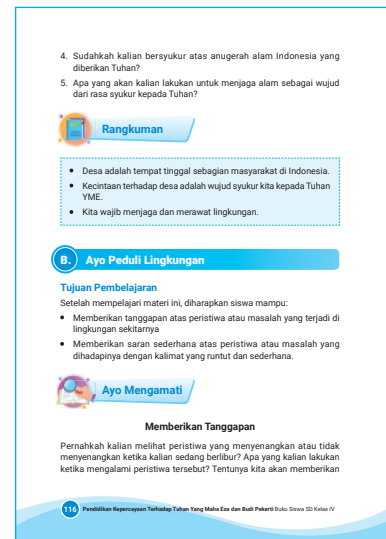 4. Sudahkah kalian bersyukur atas anugerah alam Indonesia yang
diberikan Tuhan?
5. Apa yang akan kalian lakukan untuk menjaga alam sebagai wujud
dari rasa syukur kepada Tuhan?
Rangkuman
• Desa adalah tempat tinggal sebagian masyarakat di Indonesia.
• Kecintaan terhadap desa adalah wujud syukur kita kepada Tuhan
YME.
• Kita wajib menjaga dan merawat lingkungan.
B. Ayo Peduli Lingkungan
Tujuan Pembelajaran
Setelah mempelajari materi ini, diharapkan siswa mampu:
• Memberikan tanggapan atas peristiwa atau masalah yang terjadi di
lingkungan sekitarnya
• Memberikan saran sederhana atas peristiwa atau masalah yang
dihadapinya dengan kalimat yang runtut dan sederhana.
Ayo Mengamati
Memberikan Tanggapan
Pernahkah kalian melihat peristiwa yang menyenangkan atau tidak
menyenangkan ketika kalian sedang berlibur? Apa yang kalian lakukan
ketika mengalami peristiwa tersebut? Tentunya kita akan memberikan
116 Pendidikan Kepercayaan Terhadap Tuhan Yang Maha Esa dan Budi Pekerti Buku Siswa SD Kelas IV